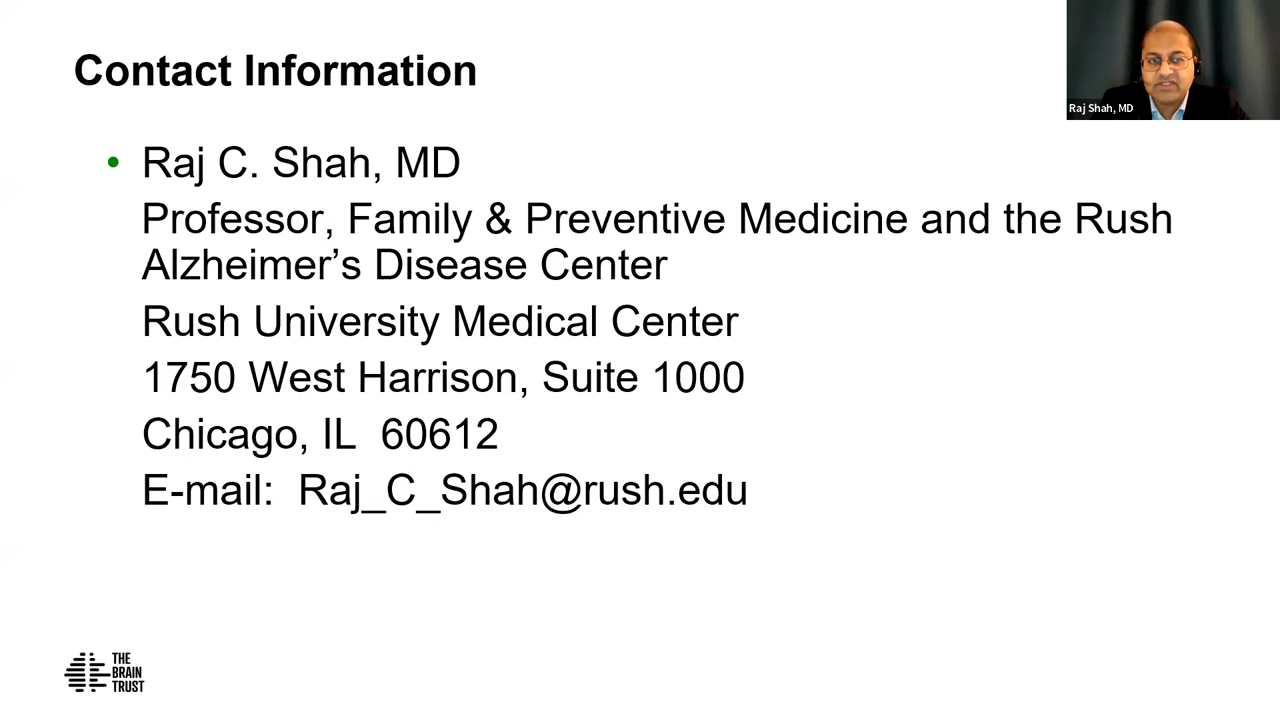 Contact Information
Raj Shah, MD
• Raj C. Shah, MD
Professor, Family & Preventive Medicine and the Rush
Alzheimer’s Disease Center
Rush University Medical Center
1750 West Harrison, Suite 1000
Chicago, IL  60612
E-mail:  Raj_C_Shah@rush.edu
THE
BRAIN
TRUST